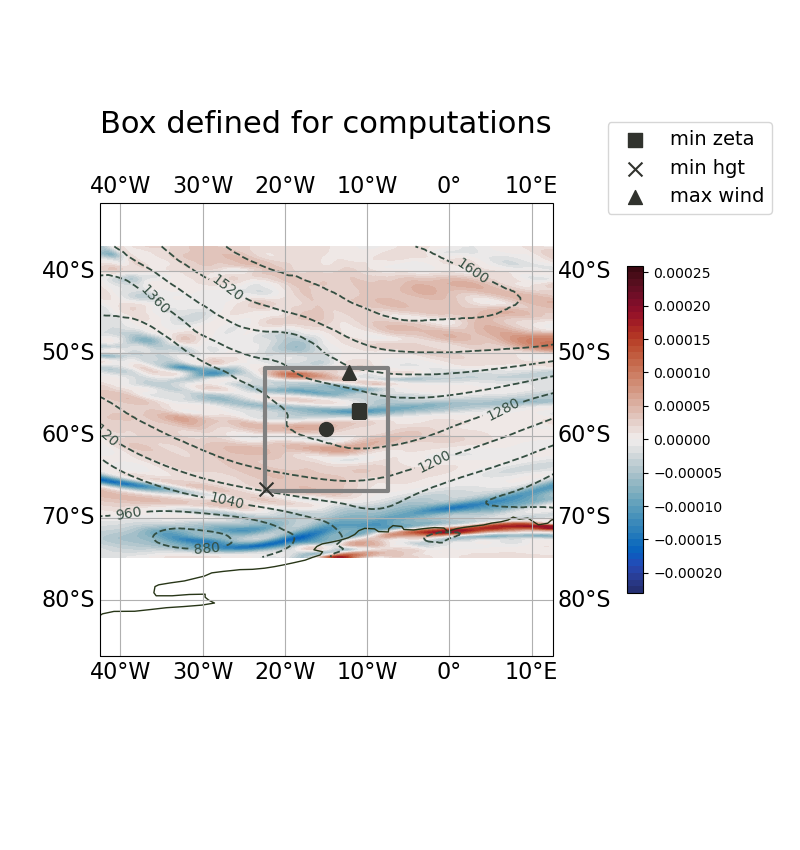 Box defined for computations
min zeta
min hgt
max wind
40°W 30°W 20°W 10°W 0° 10°E
40°S 40°S
50°S 50°S
60°S 60°S
70°S 70°S
80°S 80°S
40°W 30°W 20°W 10°W 0° 10°E
1600
1520
1360
1280
1200
1040
960
880
0.00025
0.00020
0.00015
0.00010
0.00005
0.00000
−0.00005
−0.00010
−0.00015
−0.00020